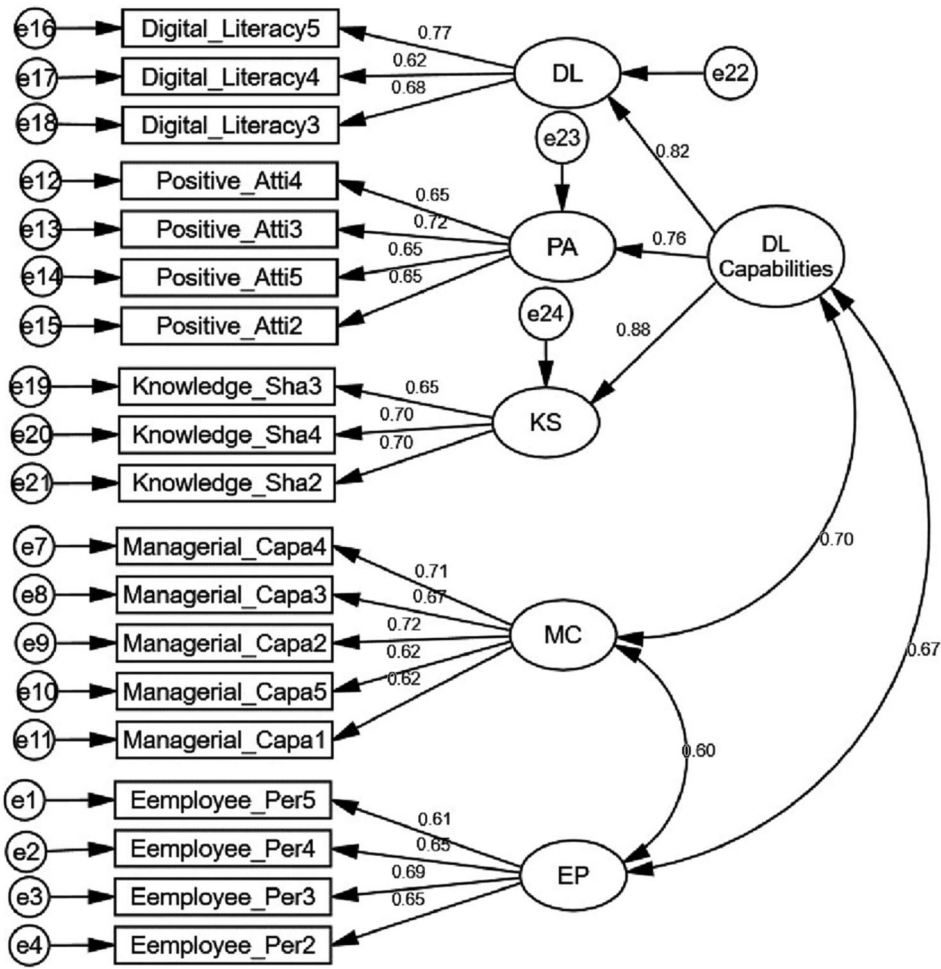 e16 Digital_Literacy5 0.77
e17 Digital_Literacy4 0.62 DL e22
e18 Digital_Literacy3 0.68
e23
0.82
e12 Positive_Atti4 0.65
e13 Positive_Atti3 0.72
PA 0.76 DL
Capabilities
e14 Positive_Atti5 0.65
e15 Positive_Atti2 0.65
e24
0.88
e19 Knowledge_Sha3 0.65
e20 Knowledge_Sha4 0.70 KS
e21 Knowledge_Sha2 0.70
e7 Managerial_Capa4 0.71
0.70
e8 Managerial_Capa3 0.67
e9 Managerial_Capa2 0.72 MC
e10 Managerial_Capa5 0.62
0.67
e11 Managerial_Capa1 0.62
0.60
e1 Eemployee_Per5 0.61
e2 Eemployee_Per4 0.65
EP
e3 Eemployee_Per3 0.69
e4 Eemployee_Per2 0.65